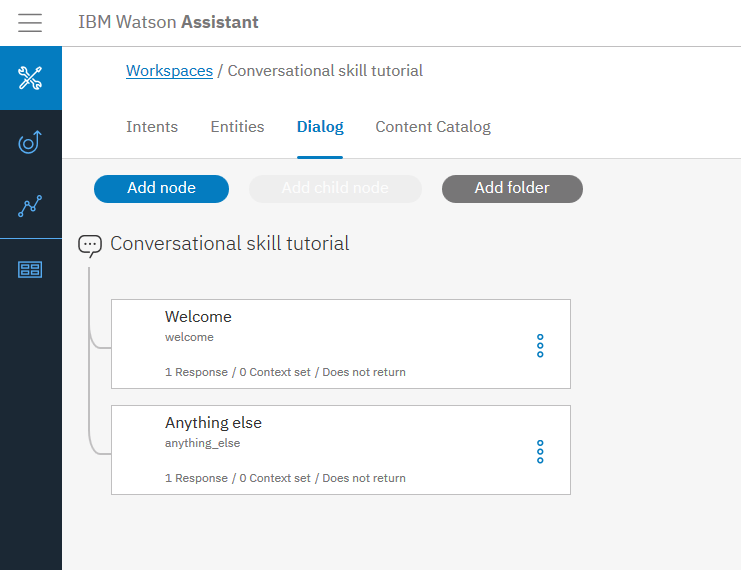 IBM Watson Assistant
Workspaces / Conversational skill tutorial
Intents Entities Dialog Content Catalog
Add node Add child node Add folder
Conversational skill tutorial
Welcome
welcome
1 Response / 0 Context set / Does not return
Anything else
anything_else
1 Response / 0 Context set / Does not return